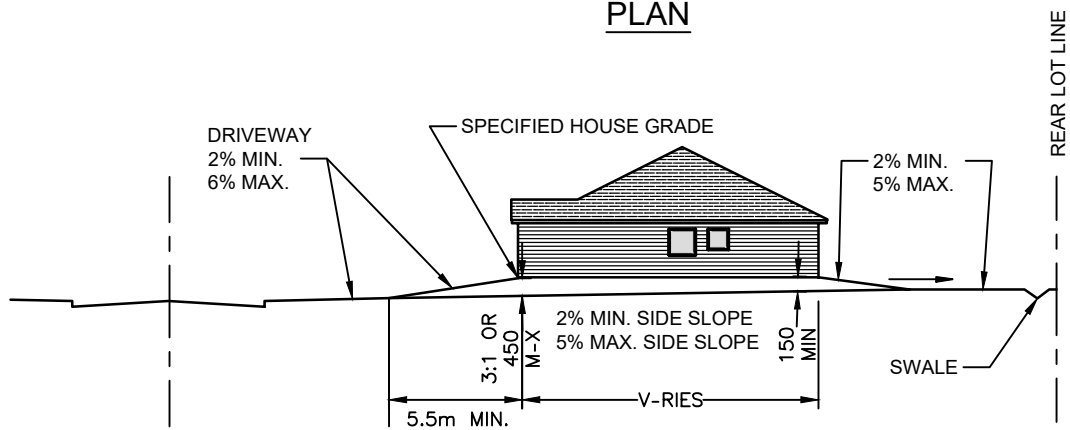 PLAN
REAR LOT LINE
DRIVEWAY
2% MIN.
6% MAX.
SPECIFIED HOUSE GRADE
2% MIN.
5% MAX.
3:1 OR
450
M-X
2% MIN. SIDE SLOPE
5% MAX. SIDE SLOPE
150
MIN
SWALE
V-RIES
5.5m MIN.